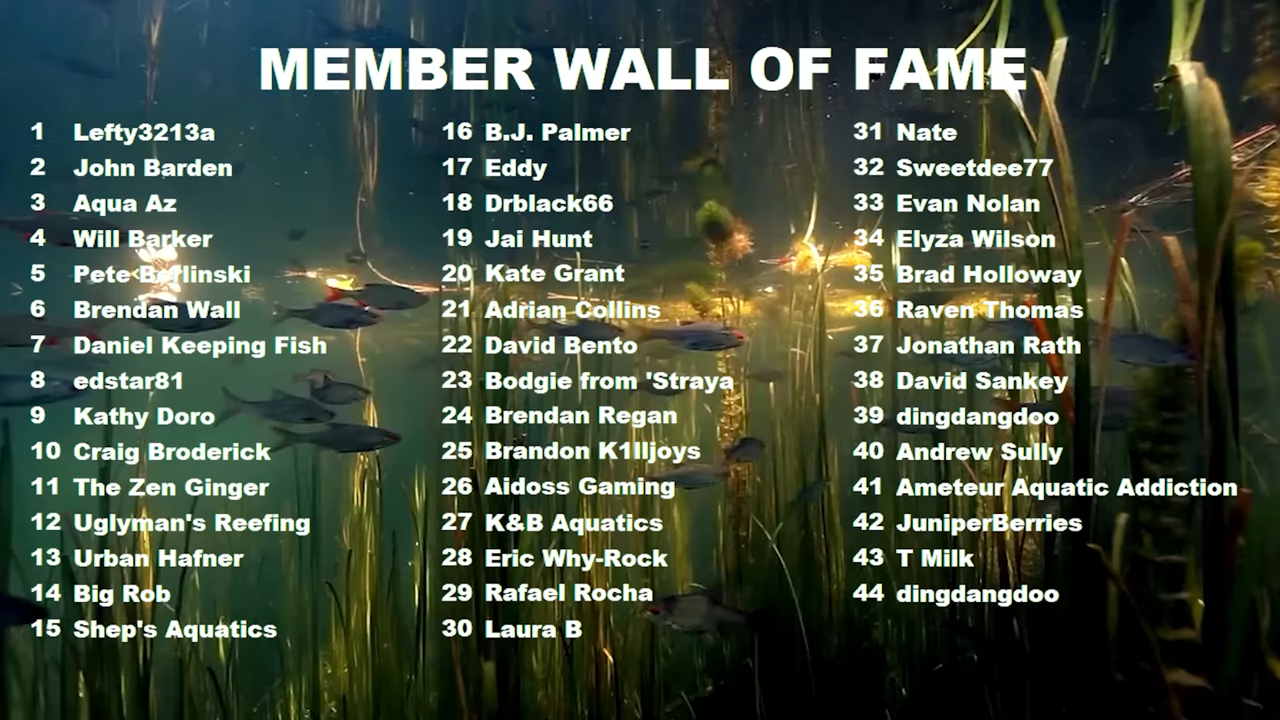 MEMBER WALL OF FAME
1 Lefty3213a
2 John Barden
3 Aqua Az
4 Will Barker
5 Pete Berlinski
6 Brendan Wall
7 Daniel Keeping Fish
8 edstar81
9 Kathy Doro
10 Craig Broderick
11 The Zen Ginger
12 Uglyman's Reefing
13 Urban Hafner
14 Big Rob
15 Shep's Aquatics
16 B.J. Palmer
17 Eddy
18 Drblack66
19 Jai Hunt
20 Kate Grant
21 Adrian Collins
22 David Bento
23 Bodgie from 'Straya
24 Brendan Regan
25 Brandon K1lljoys
26 Aidoss Gaming
27 K&B Aquatics
28 Eric Why-Rock
29 Rafael Rocha
30 Laura B
31 Nate
32 Sweetdee77
33 Evan Nolan
34 Elyza Wilson
35 Brad Holloway
36 Raven Thomas
37 Jonathan Rath
38 David Sankey
39 dingdangdoo
40 Andrew Sully
41 Ameteur Aquatic Addiction
42 JuniperBerries
43 T Milk
44 dingdangdoo